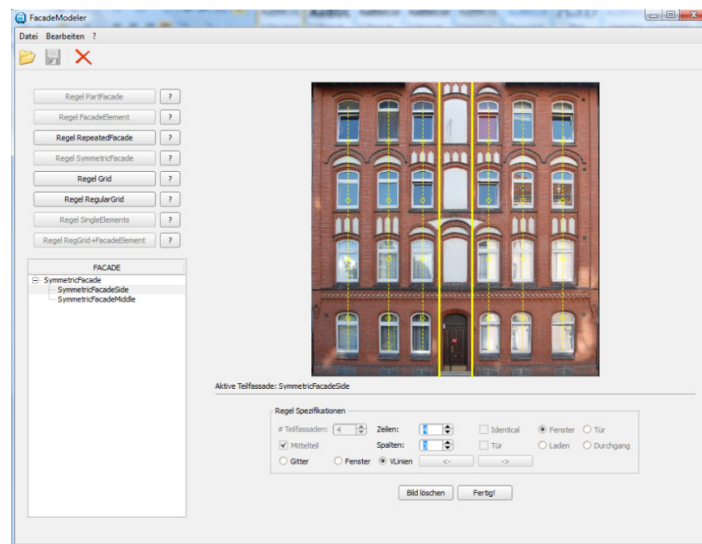 FacadeModeler
Datei Bearbeiten ?
Regel PartFacade ?
Regel FacadeElement ?
Regel RepeatedFacade ?
Regel SymmetricFacade ?
Regel Grid ?
Regel RegularGrid ?
Regel SingleElements ?
Regel RegGrid+FacadeElement ?
FACADE
SymmetricFacade
SymmetricFacadeSide
SymmetricFacadeMiddle
Aktive Teilfassade: SymmetricFacadeSide
Regel Spezifikationen
# Teilfassaden: 4 Zeilen: 4 Identical Fenster Tür
Mittelteil Spalten: 3 Tür Laden Durchgang
Gitter Fenster VLinien <- ->
Bild löschen Fertig!